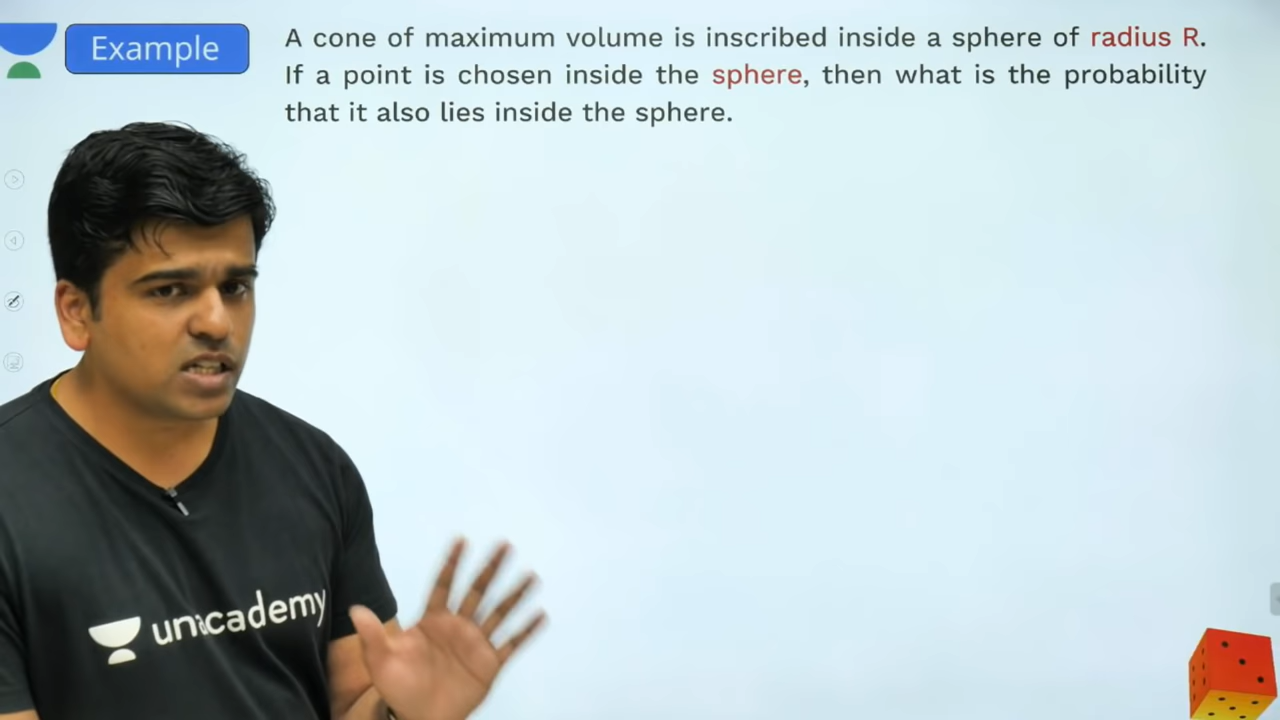 Example
A cone of maximum volume is inscribed inside a sphere of radius R.
If a point is chosen inside the sphere, then what is the probability
that it also lies inside the sphere.
unacademy